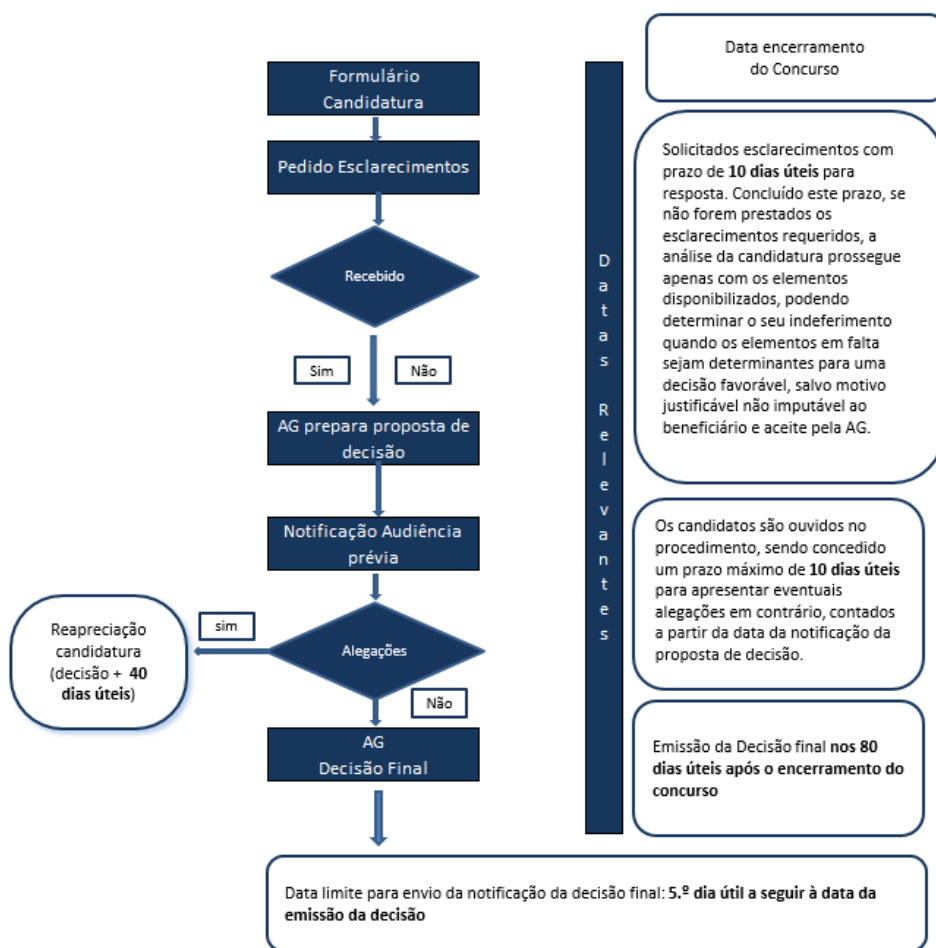 Formulário
Candidatura
Pedido Esclarecimentos
Recebido
Sim
Não
AG prepara proposta de
decisão
Notificação Audiência
prévia
Alegações
sim
Reapreciação
candidatura
(decisão + 40
dias úteis)
Não
AG
Decisão Final
Datas Relevantes
Data encerramento
do Concurso
Solicitados esclarecimentos com
prazo de 10 dias úteis para
resposta. Concluído este prazo, se
não forem prestados os
esclarecimentos requeridos, a
análise da candidatura prossegue
apenas com os elementos
disponibilizados, podendo
determinar o seu indeferimento
quando os elementos em falta
sejam determinantes para uma
decisão favorável, salvo motivo
justificável não imputável ao
beneficiário e aceite pela AG.
Os candidatos são ouvidos no
procedimento, sendo concedido
um prazo máximo de 10 dias úteis
para apresentar eventuais
alegações em contrário, contados
a partir da data da notificação da
proposta de decisão.
Emissão da Decisão final nos 80
dias úteis após o encerramento do
concurso
Data limite para envio da notificação da decisão final: 5.º dia útil a seguir à data da
emissão da decisão